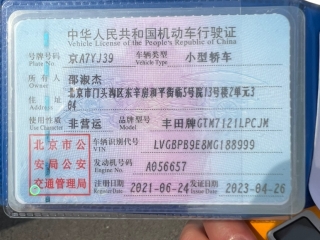 中华人民共和国机动车行驶证
Vehicle License of the People's Republic of China
号牌号码 京A7YJ39 车辆类型 小型轿车
Plate No. Vehicle Type
所有人 邵淑杰
Owner
住址 北京市门头沟区东辛房和平街临5号院13号楼2单元3
Address 04
使用性质 非营运 丰田牌GTM7121LPCJM
Use Character
北京市公
安局公安
交通管理局
车辆识别代号 LVGBPB9E8MG188999
VIN
发动机号码 A056657
Engine No.
注册日期 2021-06-24 发证日期 2023-04-26
Register Date Issue Date